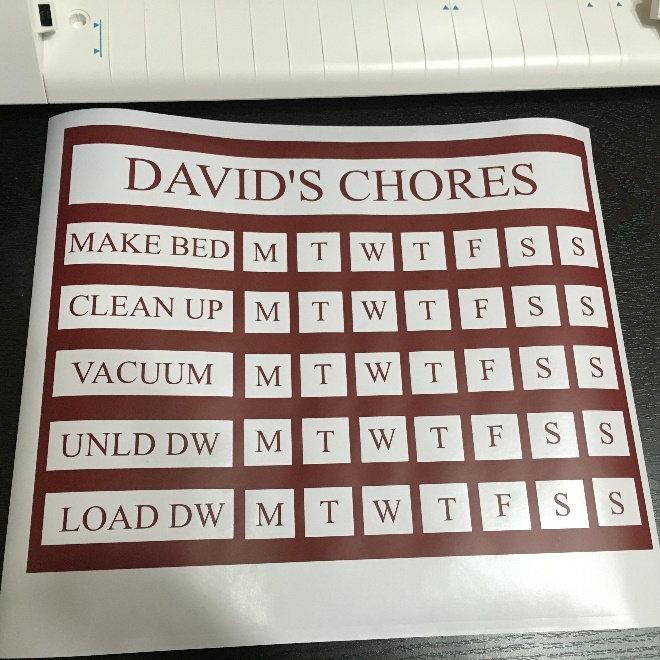 DAVID'S CHORES
MAKE BED M T W T F S S
CLEAN UP M T W T F S S
VACUUM M T W T F S S
UNLD DW M T W T F S S
LOAD DW M T W T F S S